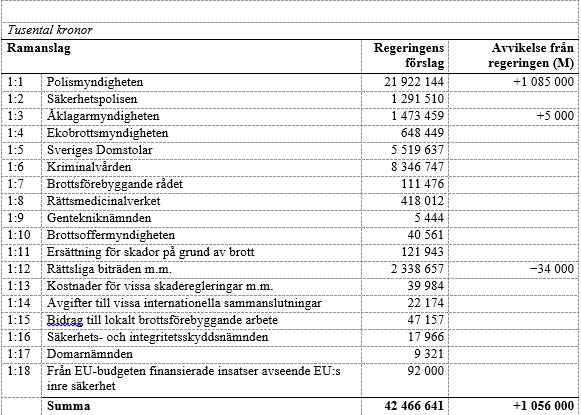 Tusental kronor
Ramanslag Regeringens förslag Avvikelse från regeringen (M)
1:1 Polismyndigheten 21 922 144 +1 085 000
1:2 Säkerhetspolisen 1 291 510
1:3 Åklagarmyndigheten 1 473 459 +5 000
1:4 Ekobrottsmyndigheten 648 449
1:5 Sveriges Domstolar 5 519 637
1:6 Kriminalvården 8 346 747
1:7 Brottsförebyggande rådet 111 476
1:8 Rättsmedicinalverket 418 012
1:9 Gentekniknämnden 5 444
1:10 Brottsoffermyndigheten 40 561
1:11 Ersättning för skador på grund av brott 121 943
1:12 Rättsliga biträden m.m. 2 338 657 −34 000
1:13 Kostnader för vissa skaderegleringar m.m. 39 984
1:14 Avgifter till vissa internationella sammanslutningar 22 174
1:15 Bidrag till lokalt brottsförebyggande arbete 47 157
1:16 Säkerhets- och integritetsskyddsnämnden 17 966
1:17 Domarnämnden 9 321
1:18 Från EU-budgeten finansierade insatser avseende EU:s 92 000
inre säkerhet
Summa 42 466 641 +1 056 000